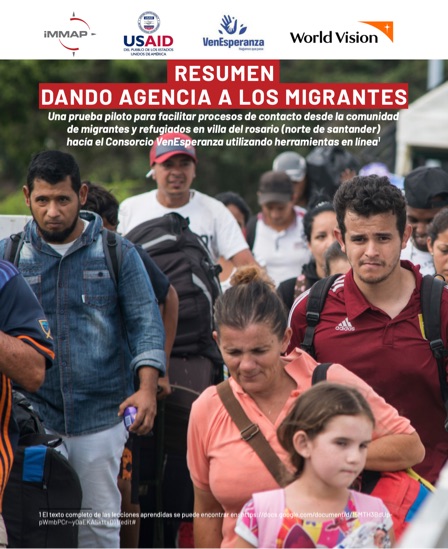 iMMAP
USAID
DEL PUEBLO DE LOS ESTADOS
UNIDOS DE AMÉRICA
VenEsperanza
World Vision
RESUMEN
DANDO AGENCIA A LOS MIGRANTES
Una prueba piloto para facilitar procesos de contacto desde la comunidad
de migrantes y refugiados en villa del rosario (norte de santander)
hacia el Consorcio VenEsperanza utilizando herramientas en línea¹
adidas
1 El texto completo de las lecciones aprendidas se puede encontrar en